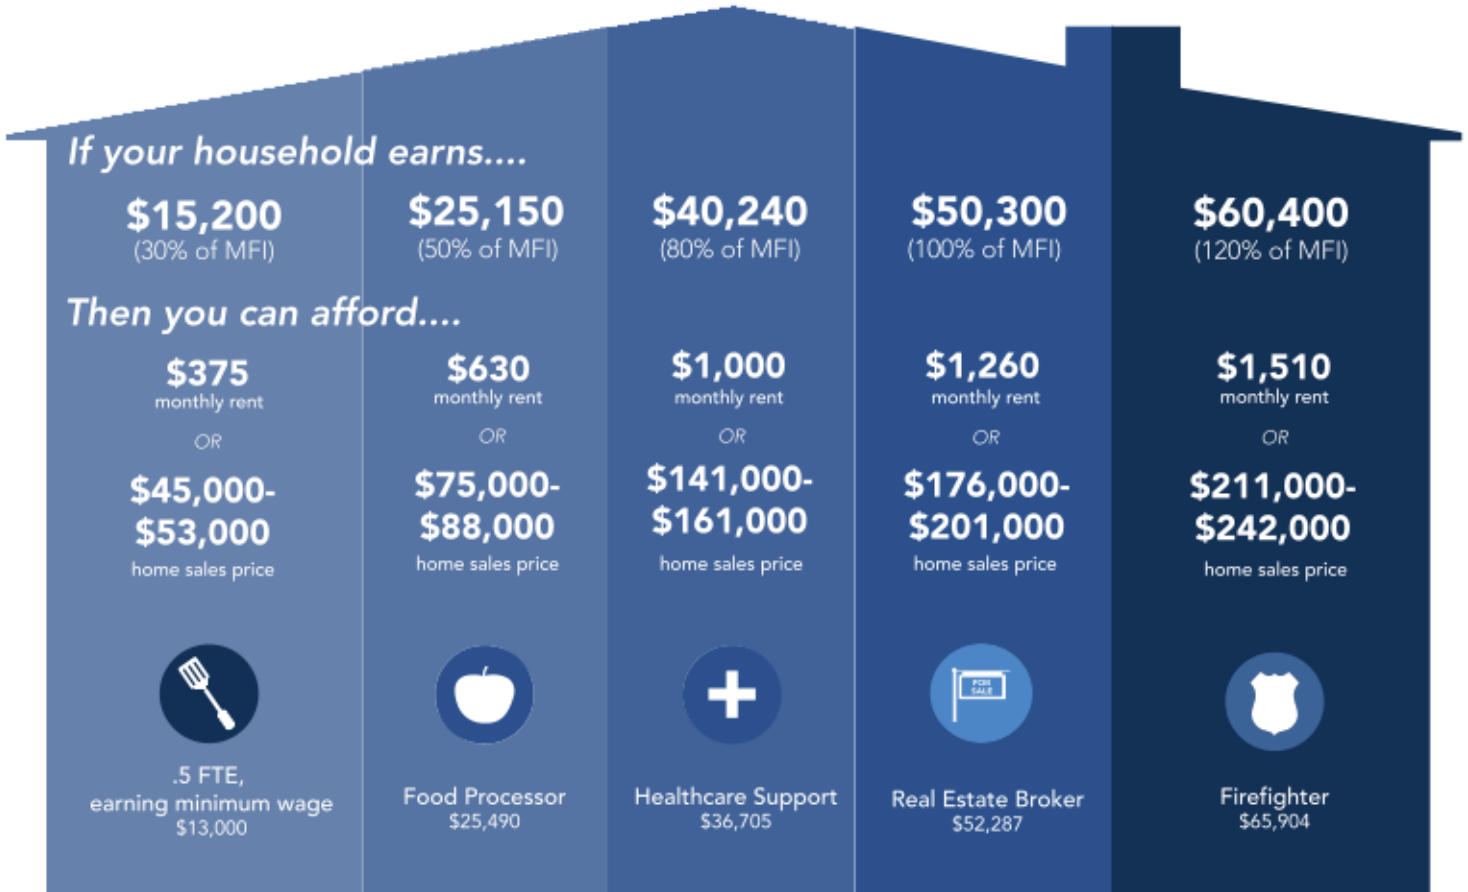 If your household earns....
$15,200
(30% of MFI)
$25,150
(50% of MFI)
$40,240
(80% of MFI)
$50,300
(100% of MFI)
$60,400
(120% of MFI)
Then you can afford....
$375
monthly rent
OR
$45,000-
$53,000
home sales price
$630
monthly rent
OR
$75,000-
$88,000
home sales price
$1,000
monthly rent
OR
$141,000-
$161,000
home sales price
$1,260
monthly rent
OR
$176,000-
$201,000
home sales price
$1,510
monthly rent
OR
$211,000-
$242,000
home sales price
.5 FTE,
earning minimum wage
$13,000
Food Processor
$25,490
Healthcare Support
$36,705
FOR
SALE
Real Estate Broker
$52,287
Firefighter
$65,904